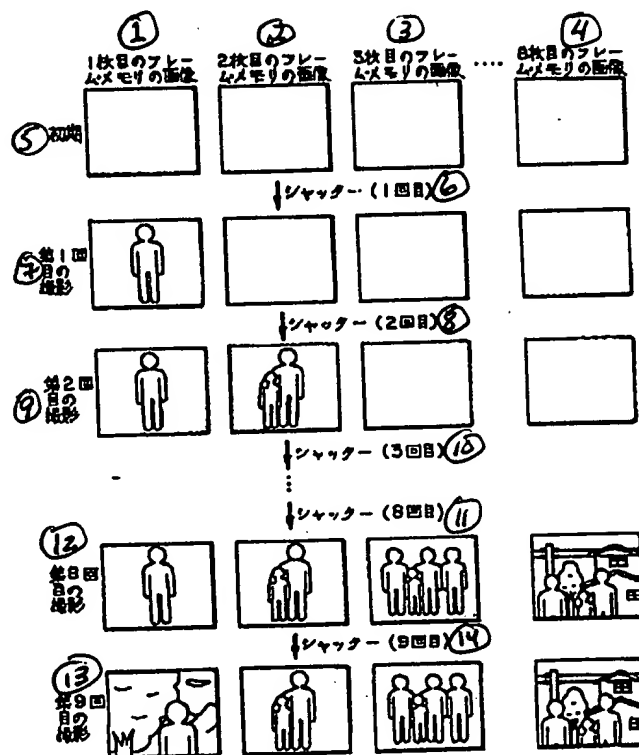 ① ② ③ ④
1枚目のフレー
ムメモリの画像
2枚目のフレー
ムメモリの画像
3枚目のフレー
ムメモリの画像
‥‥
8枚目のフレー
ムメモリの画像
⑤ 初期
シャッター (1回目) ⑥
⑦ 第1回
目の
撮影
シャッター (2回目) ⑧
⑨ 第2回
目の
撮影
シャッター (3回目) ⑩
シャッター (8回目) ⑪
⑫
第8回
目の
撮影
シャッター (9回目) ⑭
⑬
第9回
目の
撮影